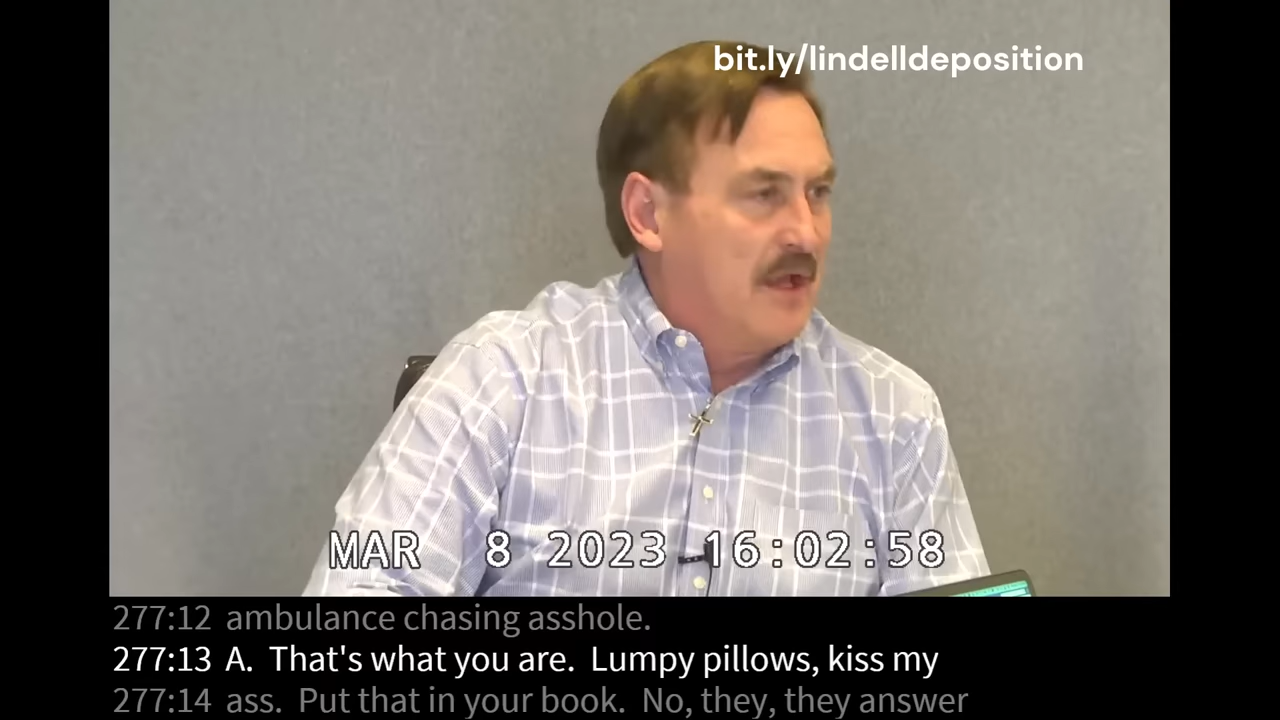 bit.ly/lindelldeposition
MAR 8 2023 16:02:58
277:12 ambulance chasing asshole.
277:13 A. That's what you are. Lumpy pillows, kiss my
277:14 ass. Put that in your book. No, they, they answer